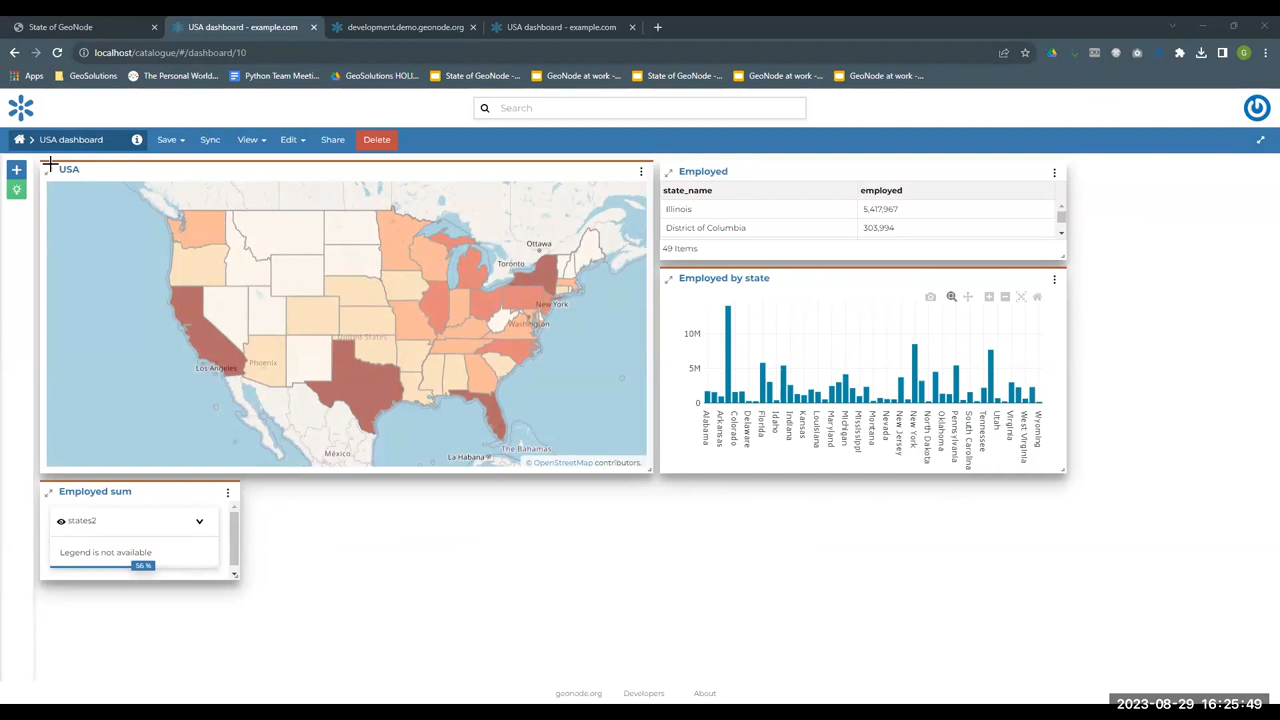 State of GeoNode
USA dashboard - example.com
development.demo.geonode.org
USA dashboard - example.com
localhost/catalogue/#/dashboard/10
G
Apps
GeoSolutions
The Personal World...
Python Team Meeti...
GeoSolutions HOLI...
State of GeoNode -...
GeoNode at work -...
State of GeoNode -...
GeoNode at work -...
GeoNode at work -...
Search
USA dashboard
Save
Sync
View
Edit
Share
Delete
USA
Ottawa
Toronto
New York
Washington
United States
Los Angeles
Phoenix
México
La Habana
The Bahamas
© OpenStreetMap contributors.
Employed
state_name employed
Illinois 5,417,967
District of Columbia 303,994
49 Items
Employed by state
10M
5M
0
Alabama
Arkansas
Colorado
Delaware
Florida
Idaho
Indiana
Kansas
Louisiana
Maryland
Michigan
Mississippi
Montana
Nevada
New Jersey
New York
North Dakota
Oklahoma
Pennsylvania
South Carolina
Tennessee
Utah
Virginia
West Virginia
Wyoming
Employed sum
states2
Legend is not available
56 %
geonode.org
Developers
About
2023-08-29 16:25:49